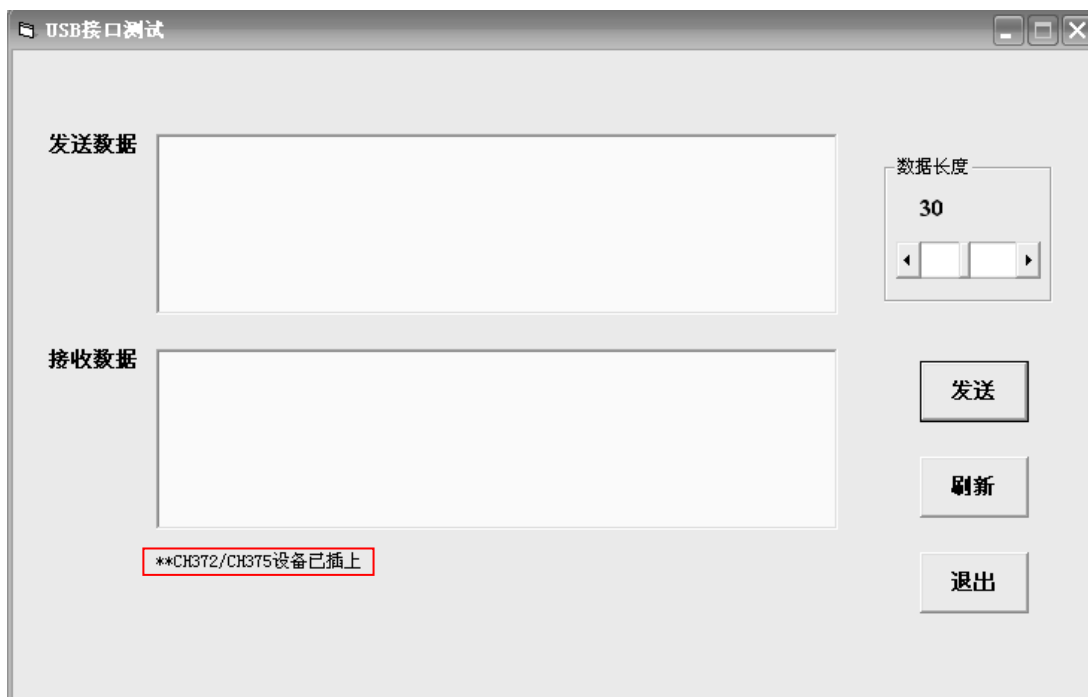 USB接口测试
发送数据
数据长度
30
接收数据
发送
刷新
**CH372/CH375设备已插上
退出